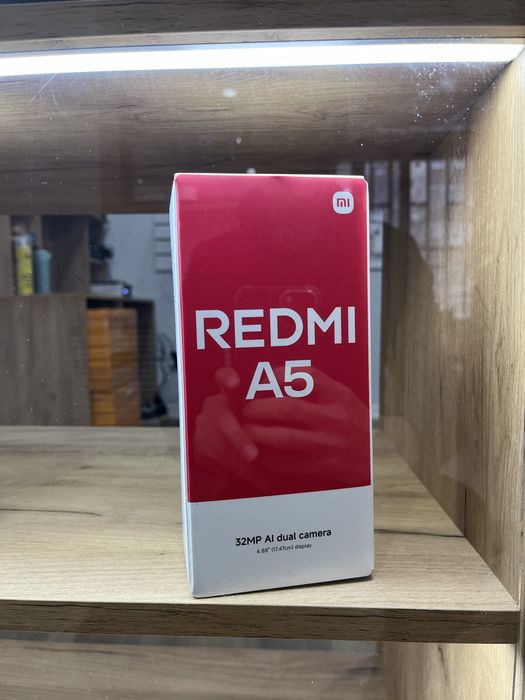 mi
REDMI
A5
32MP AI dual camera
6.88" (17.47cm) display